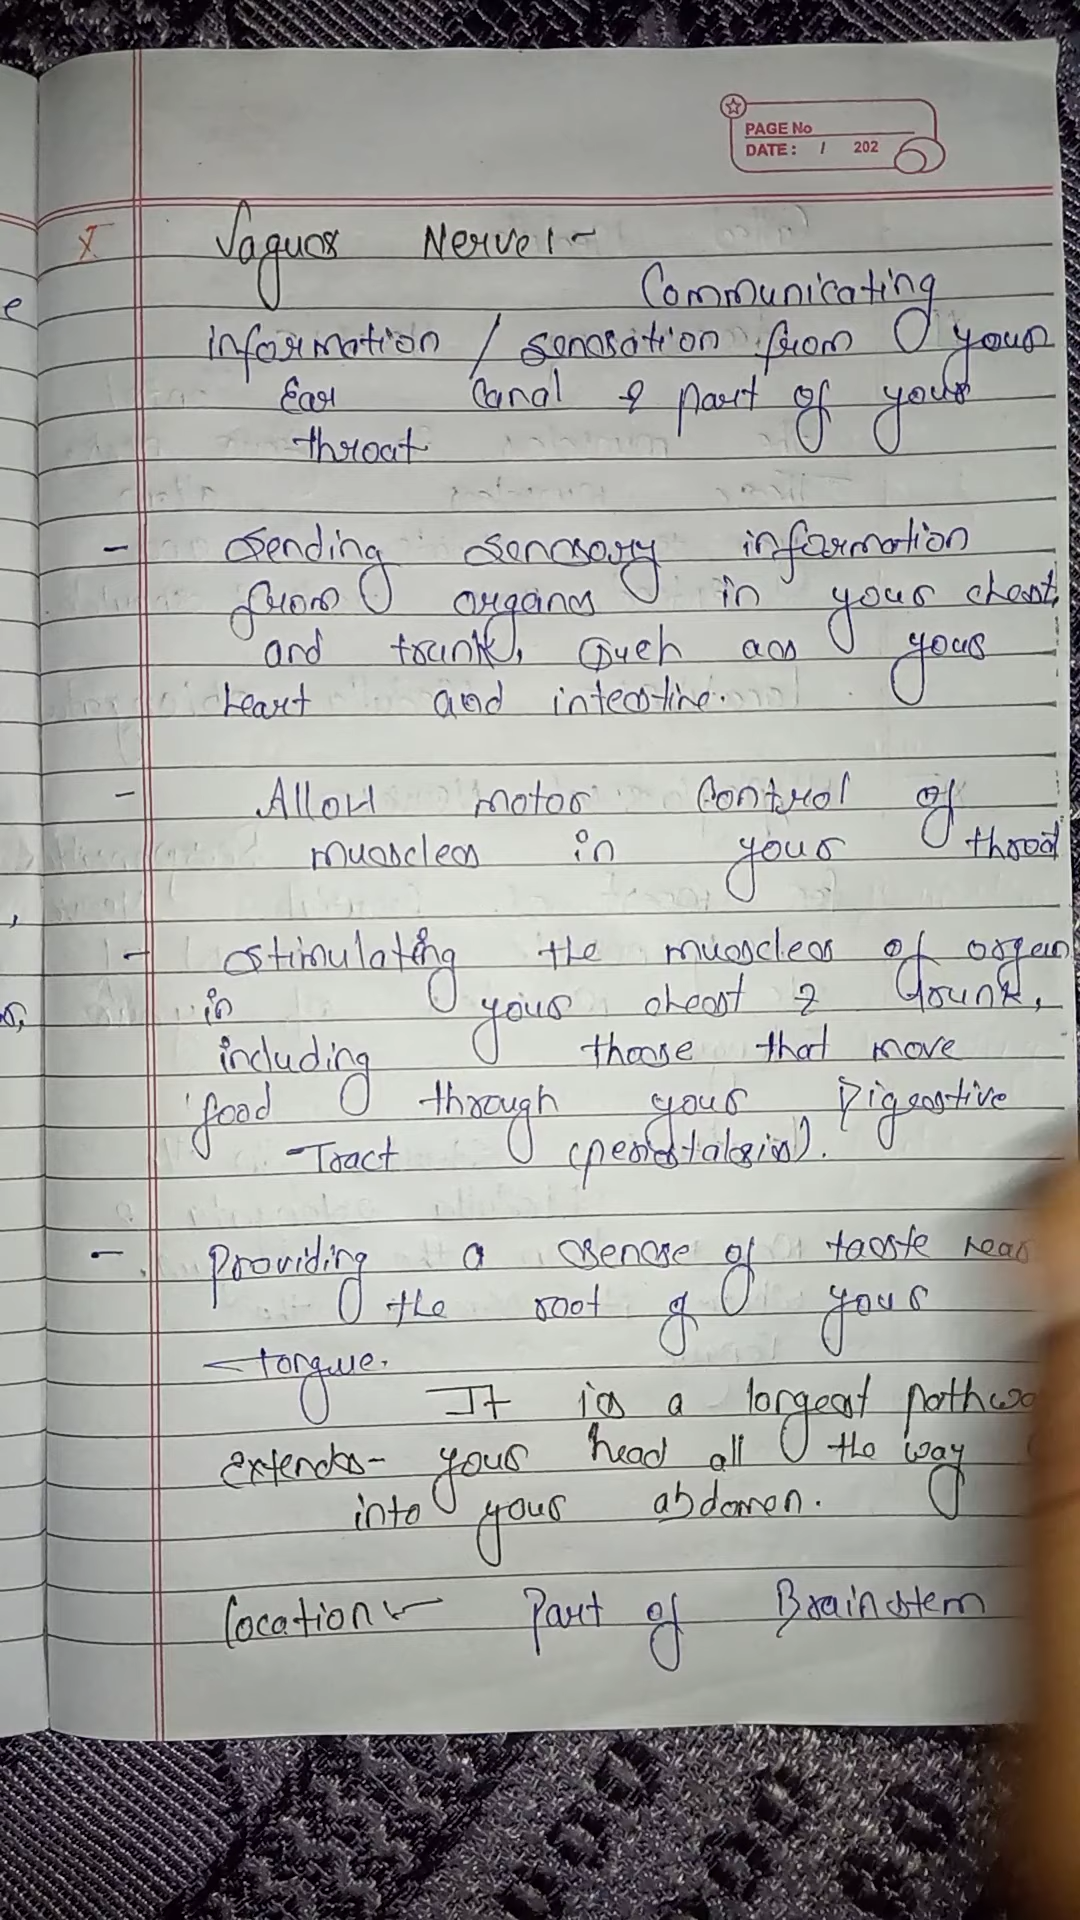 PAGE No
DATE: / 202
X Vagus Nerve :-
Communicating
information / sensation from your
Ear Canal & part of your
throat
- Sending sensory information
from organs in your chest
and trunk, such as your
heart and intestine.
- Allow motor control of
muscles in your throat
- stimulating the muscles of organ
in your chest & trunk,
including those that move
food through your Digestive
Tract (peristalsis).
- Providing a sense of taste near
the root of your
tongue.
It is a largest pathwa
extends- your head all the way
into your abdomen.
Location :- Part of Brainstem
e
,
s,